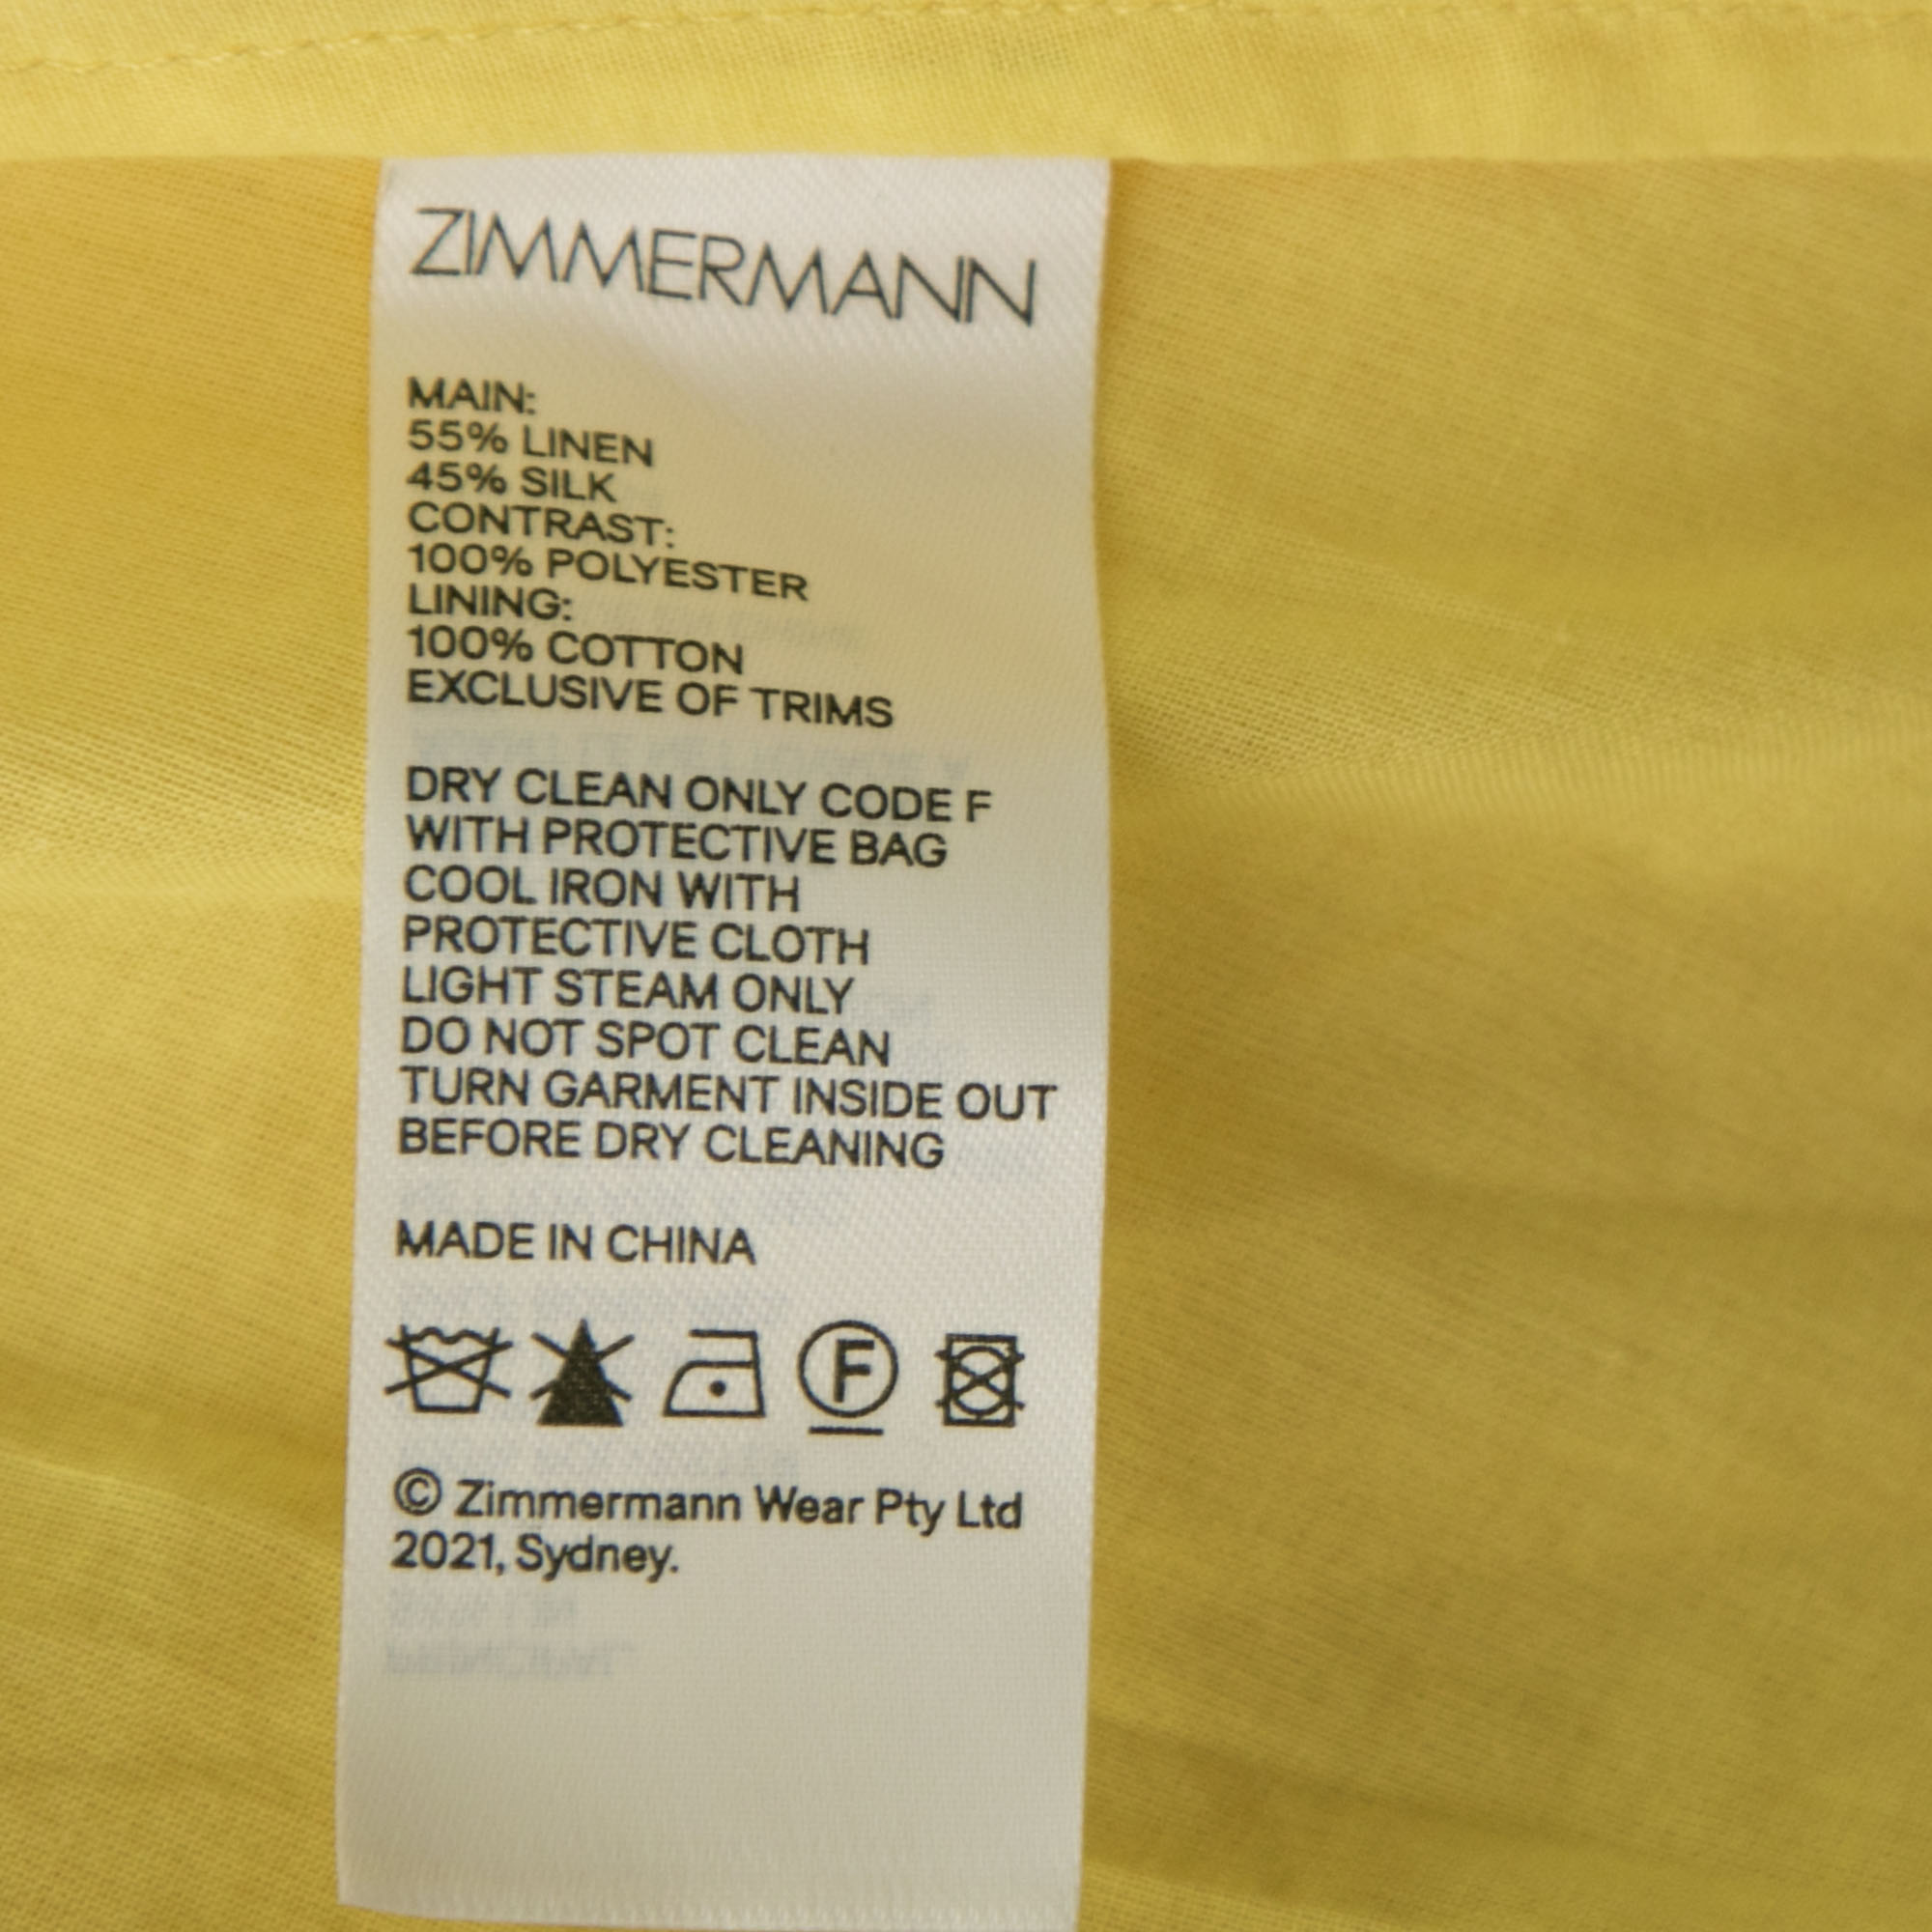 ZIMMERMANN
MAIN:
55% LINEN
45% SILK
CONTRAST:
100% POLYESTER
LINING:
100% COTTON
EXCLUSIVE OF TRIMS
DRY CLEAN ONLY CODE F
WITH PROTECTIVE BAG
COOL IRON WITH
PROTECTIVE CLOTH
LIGHT STEAM ONLY
DO NOT SPOT CLEAN
TURN GARMENT INSIDE OUT
BEFORE DRY CLEANING
MADE IN CHINA
F
© Zimmermann Wear Pty Ltd
2021, Sydney.